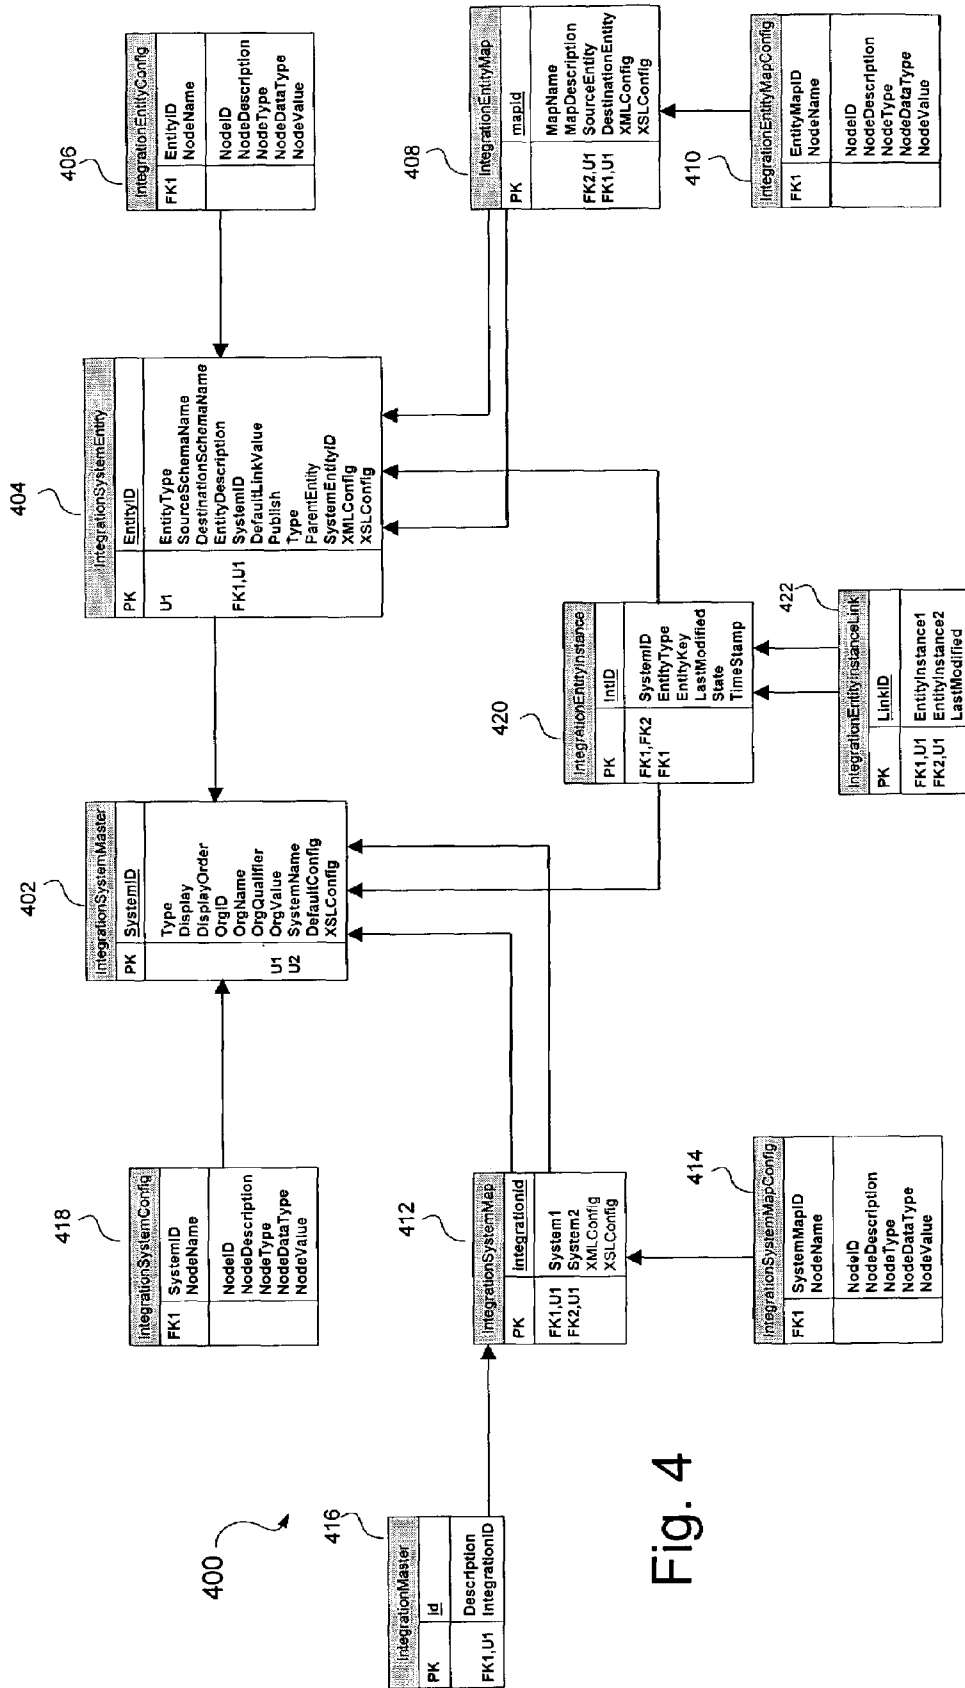 400
416
IntegrationMaster
PK id
Description
FK1,U1 IntegrationID
418
IntegrationSystemConfig
FK1 SystemID
NodeName
NodeID
NodeDescription
NodeType
NodeDataType
NodeValue
412
IntegrationSystemMap
PK integrationid
FK1,U1 System1
FK2,U1 System2
XMLConfig
XSLConfig
414
IntegrationSystemMapConfig
FK1 SystemMapID
NodeName
NodeID
NodeDescription
NodeType
NodeDataType
NodeValue
402
IntegrationSystemMaster
PK SystemID
Type
Display
DisplayOrder
OrgID
OrgName
OrgQualifier
U1 OrgValue
U2 SystemName
DefaultConfig
XSLConfig
420
IntegrationEntityInstance
PK IntID
FK1,FK2 SystemID
FK1 EntityType
EntityKey
LastModified
State
TimeStamp
422
IntegrationEntityInstanceLink
PK LinkID
FK1,U1 EntityInstance1
FK2,U1 EntityInstance2
LastModified
404
IntegrationSystemEntity
PK EntityID
U1 EntityType
SourceSchemaName
DestinationSchemaName
EntityDescription
FK1,U1 SystemID
DefaultLinkValue
Publish
Type
ParentEntity
SystemEntityID
XMLConfig
XSLConfig
406
IntegrationEntityConfig
FK1 EntityID
NodeName
NodeID
NodeDescription
NodeType
NodeDataType
NodeValue
408
IntegrationEntityMap
PK mapid
MapName
MapDescription
FK2,U1 SourceEntity
FK1,U1 DestinationEntity
XMLConfig
XSLConfig
410
IntegrationEntityMapConfig
FK1 EntityMapID
NodeName
NodeID
NodeDescription
NodeType
NodeDataType
NodeValue
Fig. 4